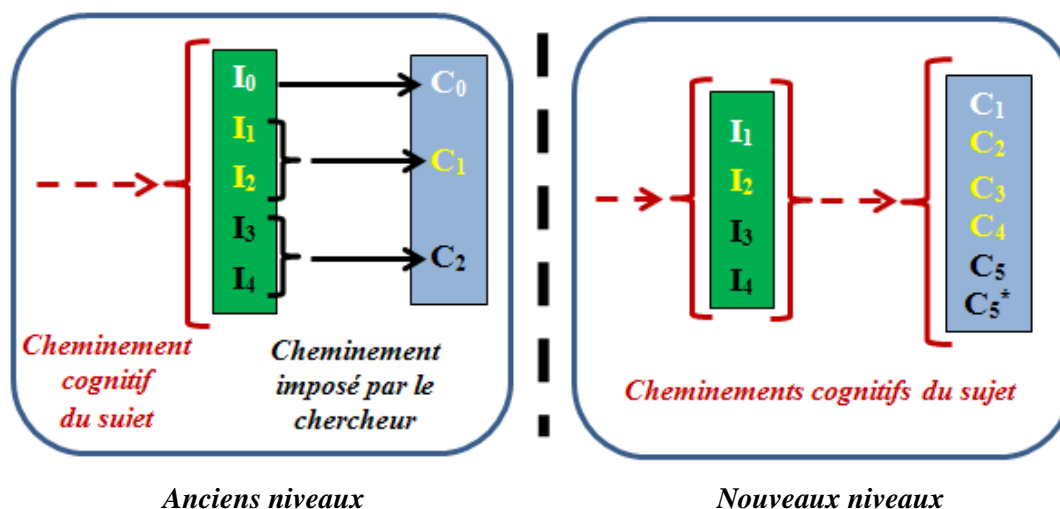 I₀
I₁
I₂
I₃
I₄
C₀
C₁
C₂
Cheminement
cognitif
du sujet
Cheminement
imposé par le
chercheur
I₁
I₂
I₃
I₄
C₁
C₂
C₃
C₄
C₅
C₅*
Cheminements cognitifs du sujet
Anciens niveaux
Nouveaux niveaux